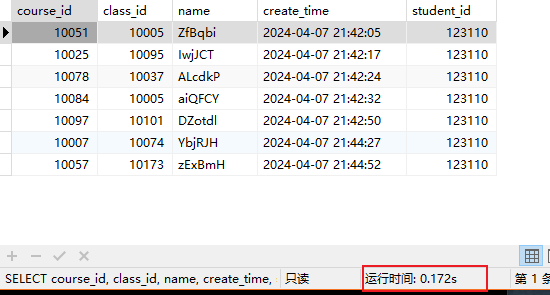 course_id class_id name create_time student_id
10051 10005 ZfBqbi 2024-04-07 21:42:05 123110
10025 10095 IwjJCT 2024-04-07 21:42:17 123110
10078 10037 ALcdkP 2024-04-07 21:42:24 123110
10084 10005 aiQFCY 2024-04-07 21:42:32 123110
10097 10101 DZotdl 2024-04-07 21:42:50 123110
10007 10074 YbjRJH 2024-04-07 21:44:27 123110
10057 10173 zExBmH 2024-04-07 21:44:52 123110
SELECT course_id, class_id, name, create_time, 只读 运行时间: 0.172s 第 1 条